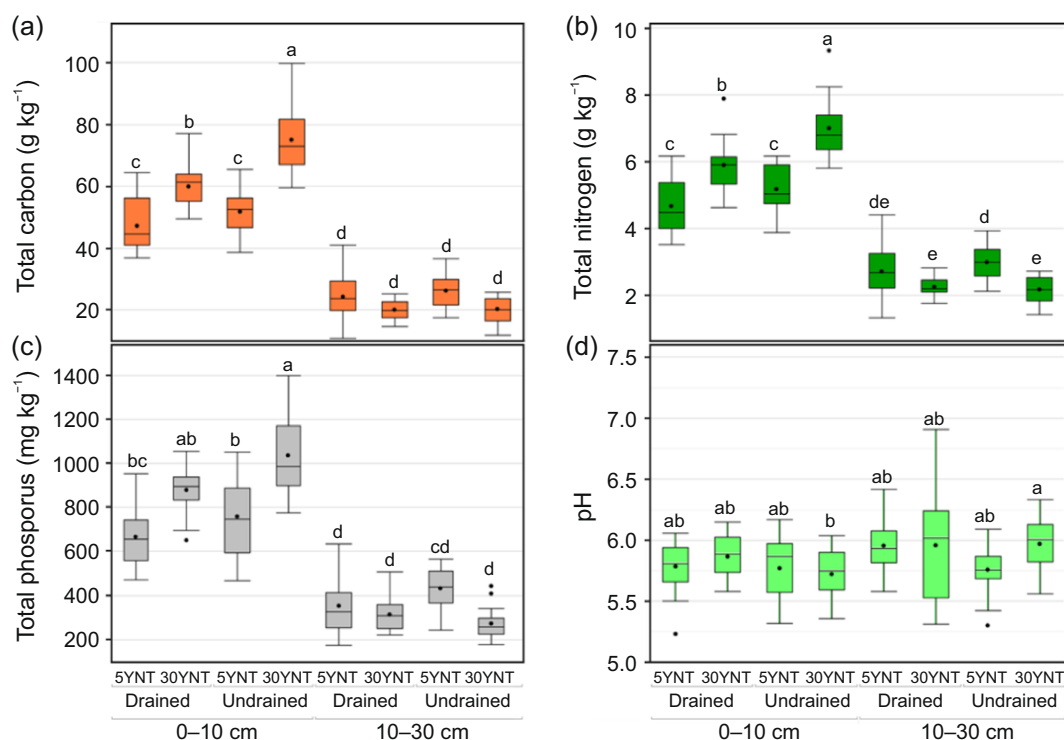 (a)
Total carbon (g kg⁻¹)
100
80
60
40
20
c
b
c
a
d
d
d
d
(b)
Total nitrogen (g kg⁻¹)
10
8
6
4
2
c
b
c
a
de
e
d
e
(c)
Total phosporus (mg kg⁻¹)
1400
1200
1000
800
600
400
200
bc
ab
b
a
d
d
cd
d
5YNT 30YNT 5YNT 30YNT 5YNT 30YNT 5YNT 30YNT
Drained Undrained Drained Undrained
0–10 cm 10–30 cm
(d)
pH
7.5
7.0
6.5
6.0
5.5
5.0
ab
ab
ab
b
ab
ab
ab
a
5YNT 30YNT 5YNT 30YNT 5YNT 30YNT 5YNT 30YNT
Drained Undrained Drained Undrained
0–10 cm 10–30 cm